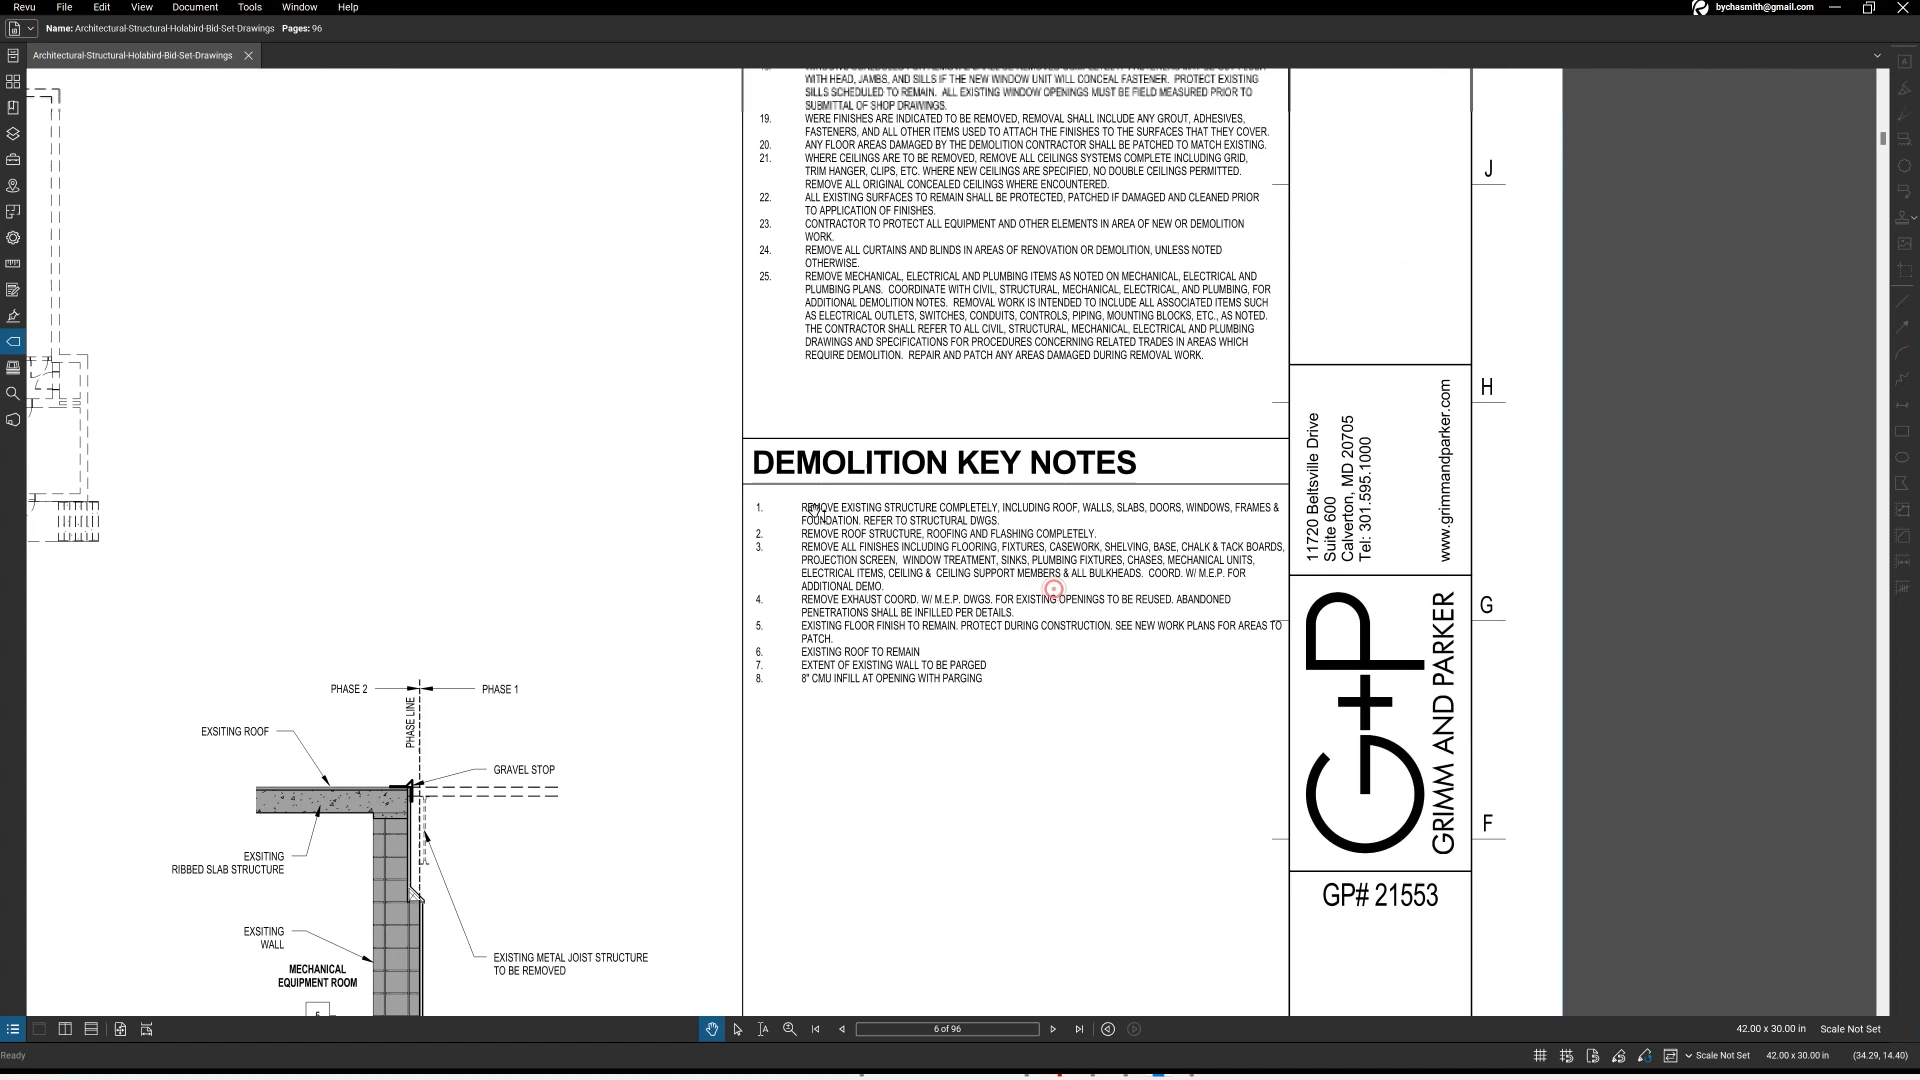 Revu File Edit View Document Tools Window Help
bychasmith@gmail.com
Name: Architectural-Structural-Holabird-Bid-Set-Drawings Pages: 96
Architectural-Structural-Holabird-Bid-Set-Drawings
WITH HEAD, JAMBS, AND SILLS IF THE NEW WINDOW UNIT WILL CONCEAL FASTENER. PROTECT EXISTING
SILLS SCHEDULED TO REMAIN. ALL EXISTING WINDOW OPENINGS MUST BE FIELD MEASURED PRIOR TO
SUBMITTAL OF SHOP DRAWINGS.
19. WERE FINISHES ARE INDICATED TO BE REMOVED, REMOVAL SHALL INCLUDE ANY GROUT, ADHESIVES,
FASTENERS, AND ALL OTHER ITEMS USED TO ATTACH THE FINISHES TO THE SURFACES THAT THEY COVER.
20. ANY FLOOR AREAS DAMAGED BY THE DEMOLITION CONTRACTOR SHALL BE PATCHED TO MATCH EXISTING.
21. WHERE CEILINGS ARE TO BE REMOVED, REMOVE ALL CEILINGS SYSTEMS COMPLETE INCLUDING GRID,
TRIM HANGER, CLIPS, ETC. WHERE NEW CEILINGS ARE SPECIFIED, NO DOUBLE CEILINGS PERMITTED.
REMOVE ALL ORIGINAL CONCEALED CEILINGS WHERE ENCOUNTERED.
22. ALL EXISTING SURFACES TO REMAIN SHALL BE PROTECTED, PATCHED IF DAMAGED AND CLEANED PRIOR
TO APPLICATION OF FINISHES.
23. CONTRACTOR TO PROTECT ALL EQUIPMENT AND OTHER ELEMENTS IN AREA OF NEW OR DEMOLITION
WORK.
24. REMOVE ALL CURTAINS AND BLINDS IN AREAS OF RENOVATION OR DEMOLITION, UNLESS NOTED
OTHERWISE.
25. REMOVE MECHANICAL, ELECTRICAL AND PLUMBING ITEMS AS NOTED ON MECHANICAL, ELECTRICAL AND
PLUMBING PLANS. COORDINATE WITH CIVIL, STRUCTURAL, MECHANICAL, ELECTRICAL, AND PLUMBING, FOR
ADDITIONAL DEMOLITION NOTES. REMOVAL WORK IS INTENDED TO INCLUDE ALL ASSOCIATED ITEMS SUCH
AS ELECTRICAL OUTLETS, SWITCHES, CONDUITS, CONTROLS, PIPING, MOUNTING BLOCKS, ETC., AS NOTED.
THE CONTRACTOR SHALL REFER TO ALL CIVIL, STRUCTURAL, MECHANICAL, ELECTRICAL AND PLUMBING
DRAWINGS AND SPECIFICATIONS FOR PROCEDURES CONCERNING RELATED TRADES IN AREAS WHICH
REQUIRE DEMOLITION. REPAIR AND PATCH ANY AREAS DAMAGED DURING REMOVAL WORK.
DEMOLITION KEY NOTES
1. REMOVE EXISTING STRUCTURE COMPLETELY, INCLUDING ROOF, WALLS, SLABS, DOORS, WINDOWS, FRAMES &
FOUNDATION. REFER TO STRUCTURAL DWGS.
2. REMOVE ROOF STRUCTURE, ROOFING AND FLASHING COMPLETELY.
3. REMOVE ALL FINISHES INCLUDING FLOORING, FIXTURES, CASEWORK, SHELVING, BASE, CHALK & TACK BOARDS,
PROJECTION SCREEN, WINDOW TREATMENT, SINKS, PLUMBING FIXTURES, CHASES, MECHANICAL UNITS,
ELECTRICAL ITEMS, CEILING & CEILING SUPPORT MEMBERS & ALL BULKHEADS. COORD. W/ M.E.P. FOR
ADDITIONAL DEMO.
4. REMOVE EXHAUST COORD. W/ M.E.P. DWGS. FOR EXISTING OPENINGS TO BE REUSED. ABANDONED
PENETRATIONS SHALL BE INFILLED PER DETAILS.
5. EXISTING FLOOR FINISH TO REMAIN. PROTECT DURING CONSTRUCTION. SEE NEW WORK PLANS FOR AREAS TO
PATCH.
6. EXISTING ROOF TO REMAIN
7. EXTENT OF EXISTING WALL TO BE PARGED
8. 8" CMU INFILL AT OPENING WITH PARGING
PHASE 2
PHASE 1
PHASE LINE
EXSITING ROOF
GRAVEL STOP
EXSITING
RIBBED SLAB STRUCTURE
EXSITING
WALL
MECHANICAL
EQUIPMENT ROOM
EXISTING METAL JOIST STRUCTURE
TO BE REMOVED
J
H
G
F
11720 Beltsville Drive
Suite 600
Calverton, MD 20705
Tel: 301.595.1000
www.grimmandparker.com
G+P
GRIMM AND PARKER
GP# 21553
6 of 96
42.00 x 30.00 in Scale Not Set
Ready
Scale Not Set 42.00 x 30.00 in (34.29, 14.40)